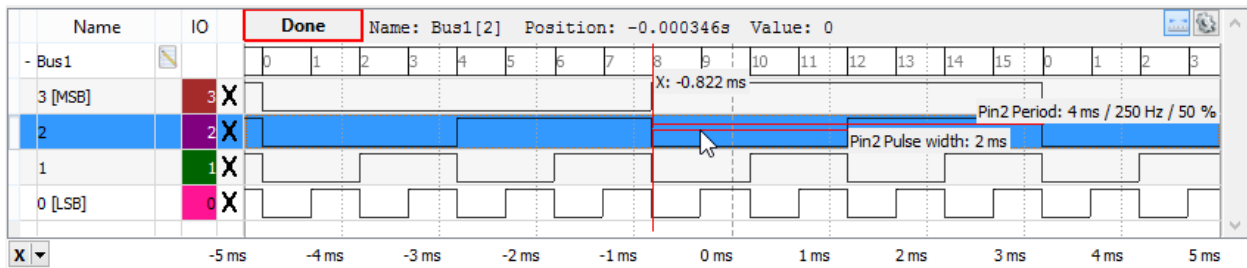 Name IO Done Name: Bus1[2] Position: -0.000346s Value: 0
- Bus1 0 1 2 3 4 5 6 7 8 9 10 11 12 13 14 15 0 1 2 3
X: -0.822 ms
3 [MSB] 3 X
Pin2 Period: 4 ms / 250 Hz / 50 %
2 2 X
Pin2 Pulse width: 2 ms
1 1 X
0 [LSB] 0 X
X -5 ms -4 ms -3 ms -2 ms -1 ms 0 ms 1 ms 2 ms 3 ms 4 ms 5 ms